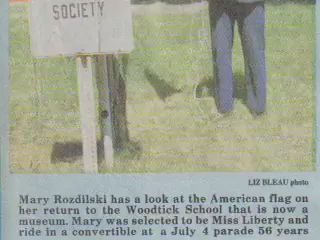 SOCIETY
LIZ BLEAU photo
Mary Rozdilski has a look at the American flag on
her return to the Woodtick School that is now a
museum. Mary was selected to be Miss Liberty and
ride in a convertible at a July 4 parade 56 years